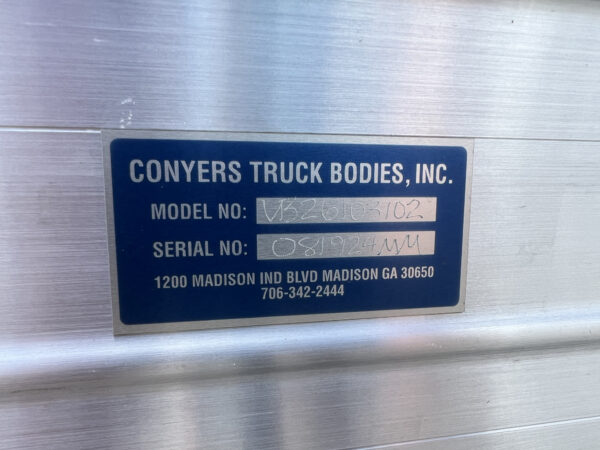 CONYERS TRUCK BODIES, INC.
MODEL NO: VB26103102
SERIAL NO: 081924MM
1200 MADISON IND BLVD MADISON GA 30650
706-342-2444